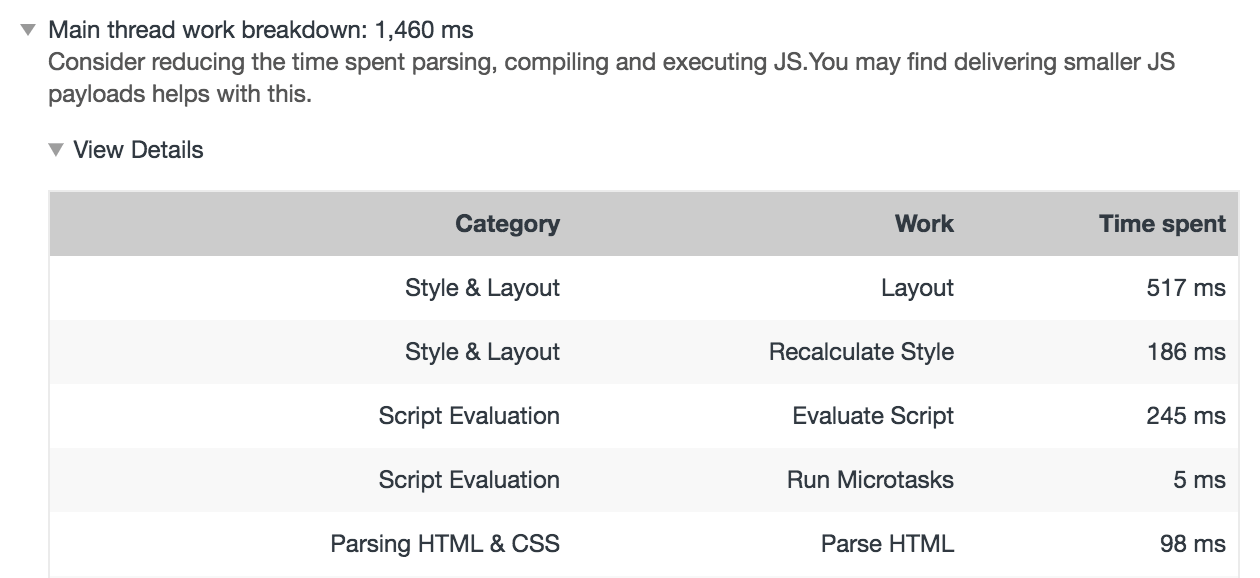 Main thread work breakdown: 1,460 ms
Consider reducing the time spent parsing, compiling and executing JS.You may find delivering smaller JS
payloads helps with this.
View Details
Category Work Time spent
Style & Layout Layout 517 ms
Style & Layout Recalculate Style 186 ms
Script Evaluation Evaluate Script 245 ms
Script Evaluation Run Microtasks 5 ms
Parsing HTML & CSS Parse HTML 98 ms